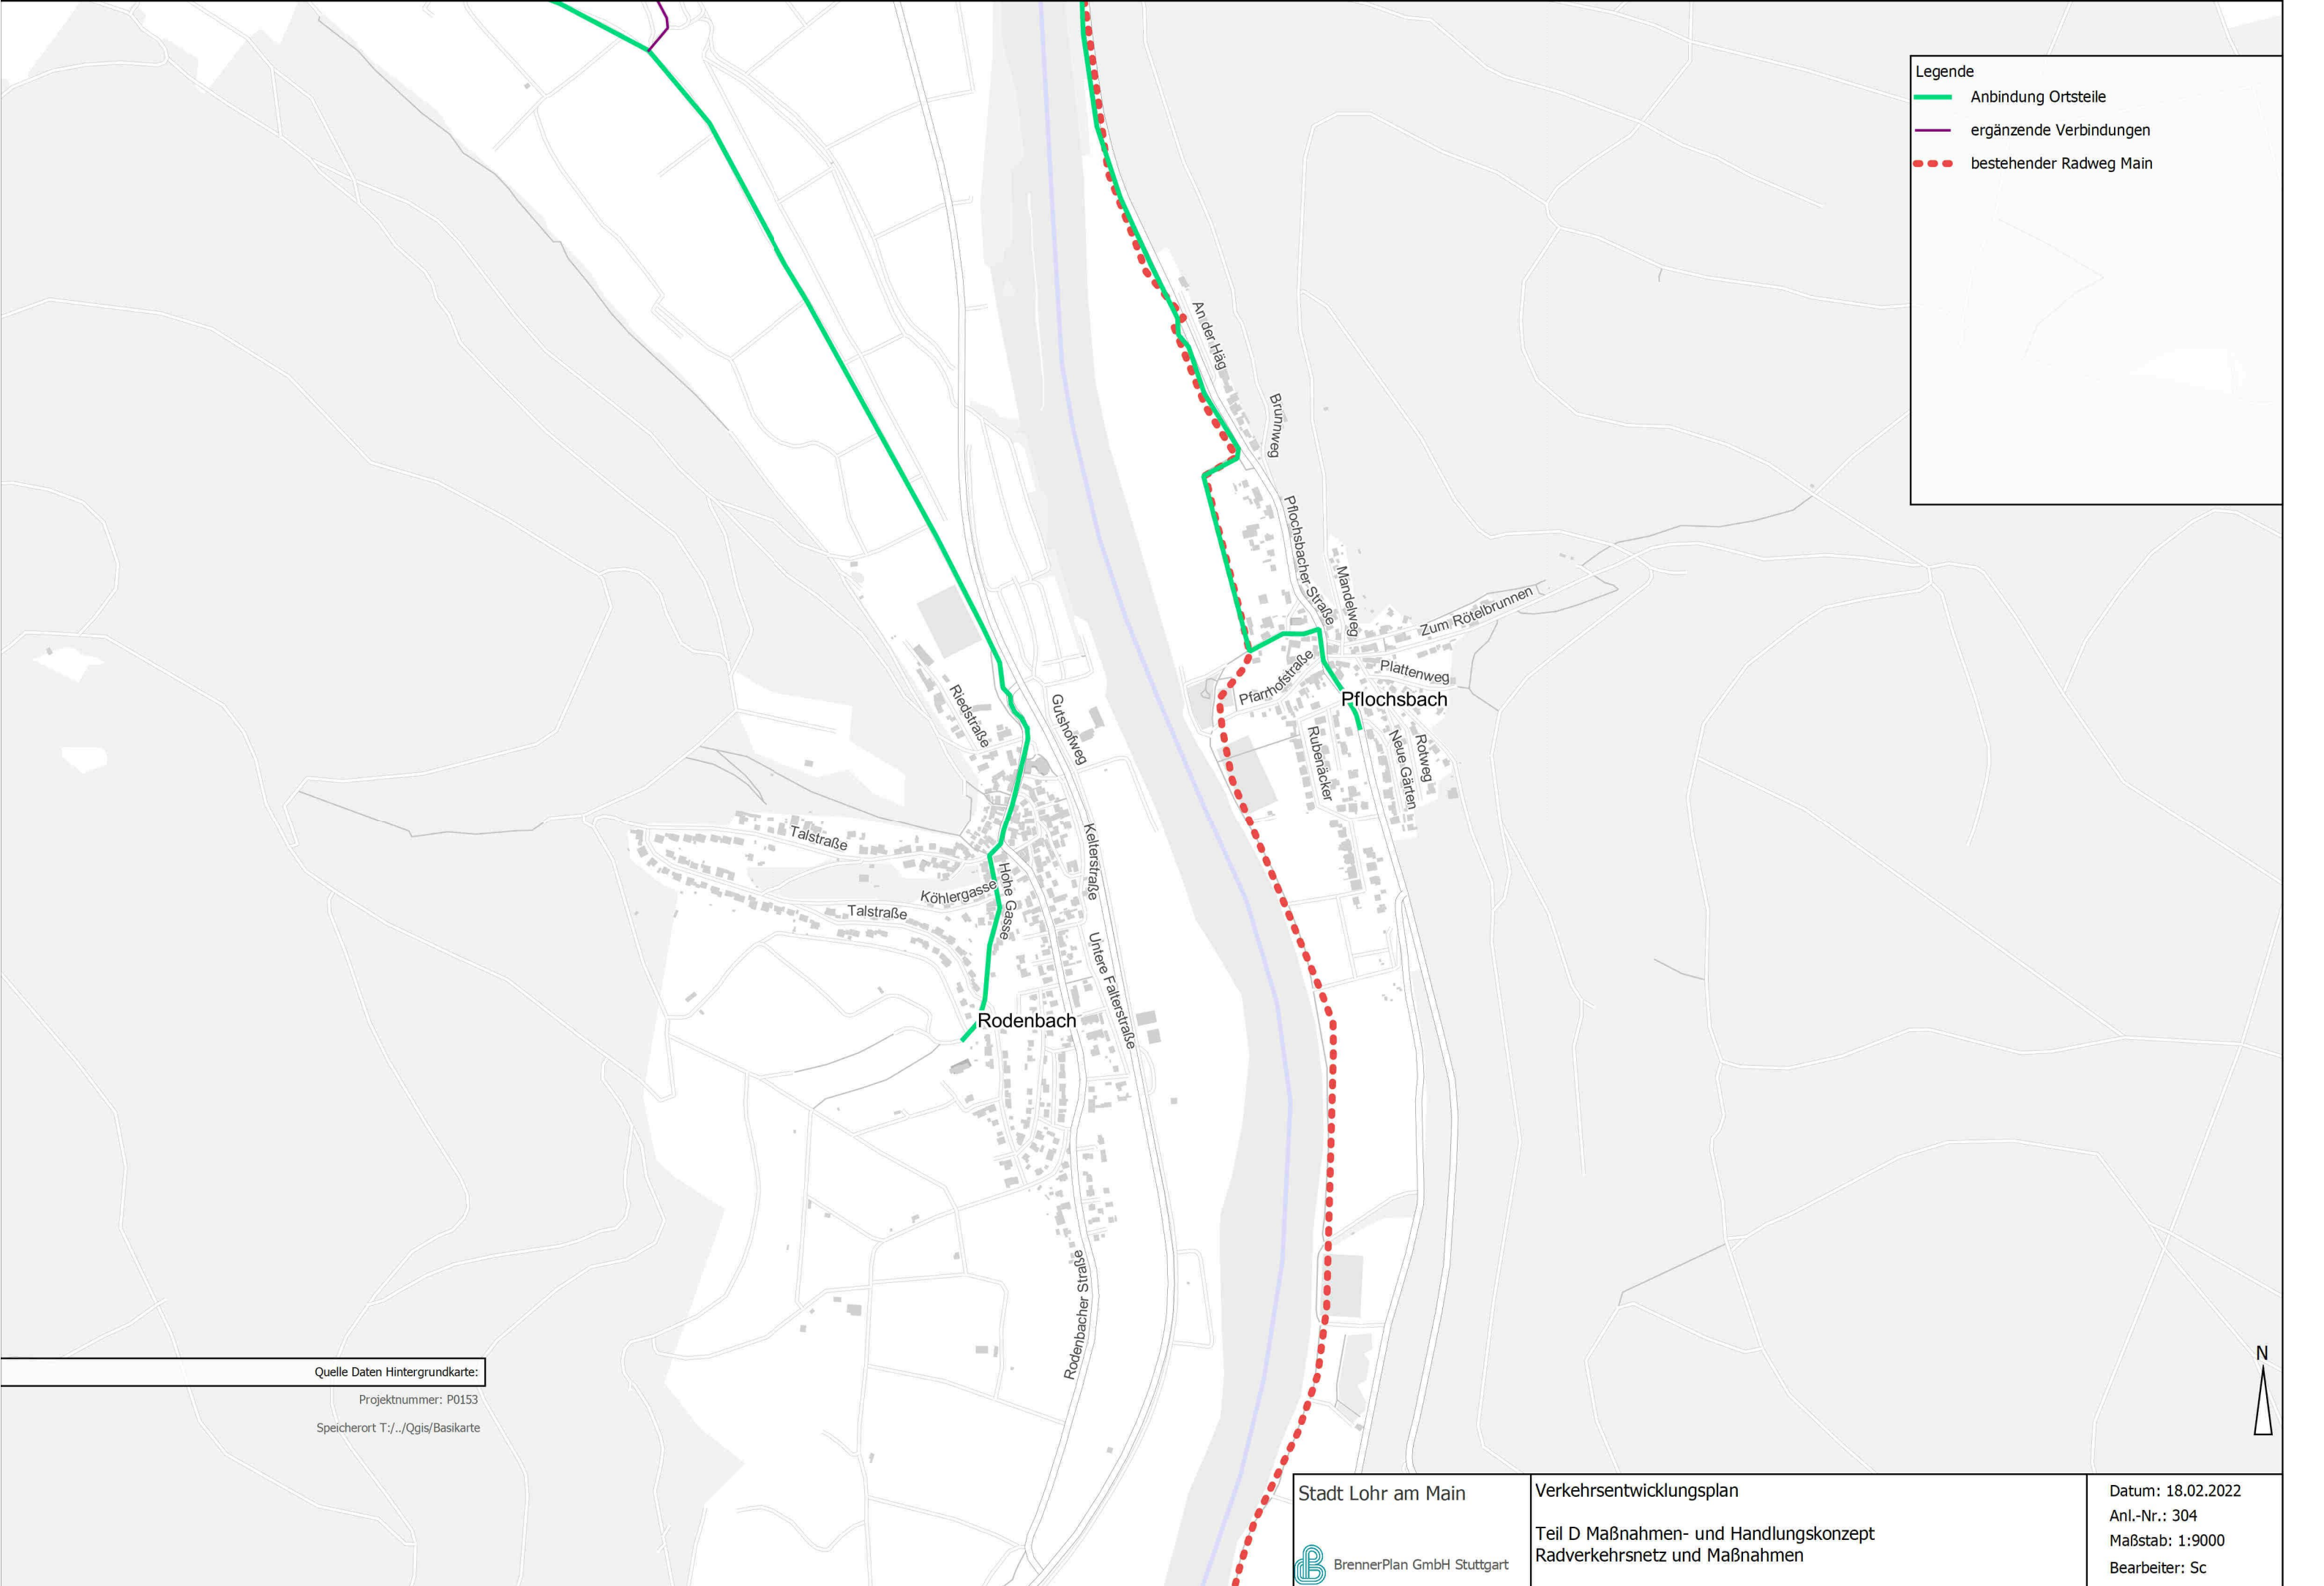 Legende
Anbindung Ortsteile
ergänzende Verbindungen
bestehender Radweg Main
An der Häg
Brunnweg
Pflochsbacher Straße
Mandelweg
Zum Rötelbrunnen
Plattenweg
Pfarrhofstraße
Pflochsbach
Rubenäcker
Neue Gärten
Rotweg
Riedstraße
Gutshofweg
Talstraße
Kelterstraße
Hohe Gasse
Köhlergasse
Talstraße
Untere Falterstraße
Rodenbach
Rodenbacher Straße
Quelle Daten Hintergrundkarte:
Projektnummer: P0153
Speicherort T:/../Qgis/Basikarte
N
Stadt Lohr am Main
BrennerPlan GmbH Stuttgart
Verkehrsentwicklungsplan
Teil D Maßnahmen- und Handlungskonzept
Radverkehrsnetz und Maßnahmen
Datum: 18.02.2022
Anl.-Nr.: 304
Maßstab: 1:9000
Bearbeiter: Sc